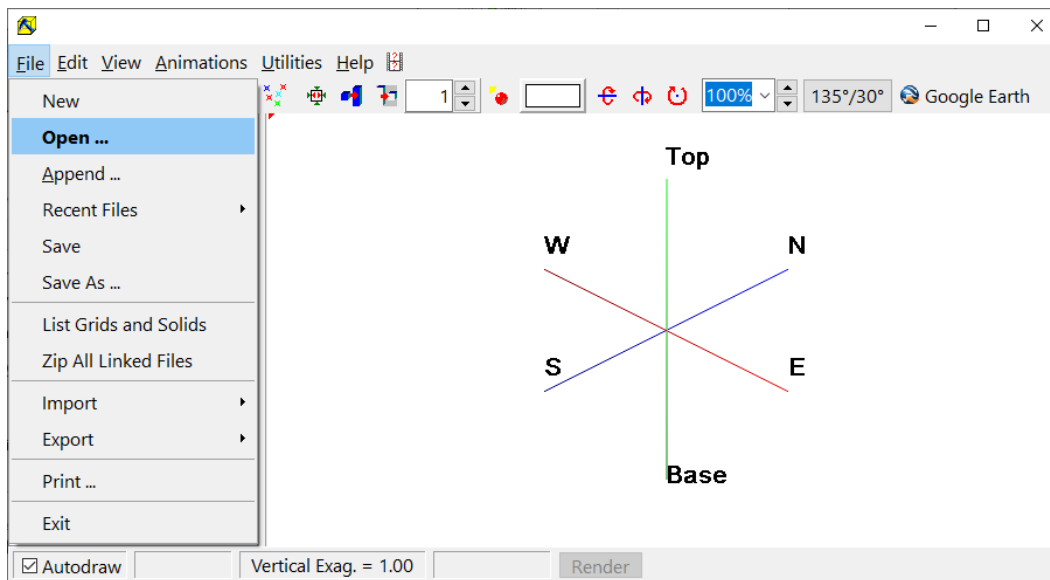 File Edit View Animations Utilities Help
1 100% 135°/30° Google Earth
New
Open ...
Append ...
Recent Files
Save
Save As ...
List Grids and Solids
Zip All Linked Files
Import
Export
Print ...
Exit
Top
W N
S E
Base
Autodraw Vertical Exag. = 1.00 Render